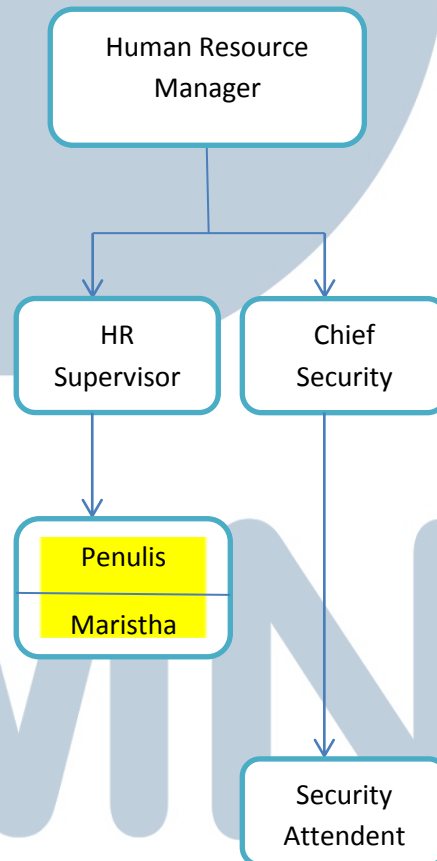 Human Resource
Manager
HR
Supervisor
Chief
Security
Penulis
Maristha
Security
Attendent